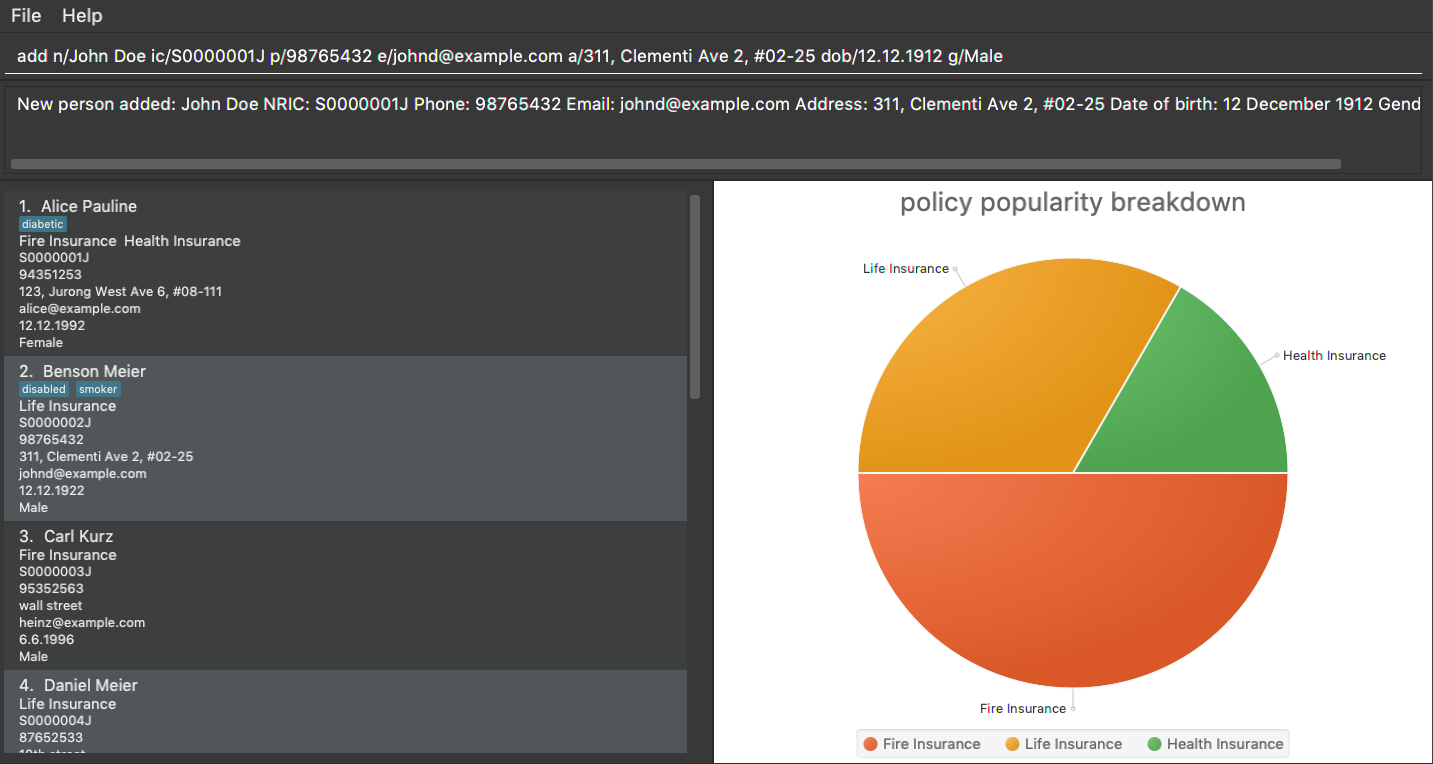 File Help
add n/John Doe ic/S0000001J p/98765432 e/johnd@example.com a/311, Clementi Ave 2, #02-25 dob/12.12.1912 g/Male
New person added: John Doe NRIC: S0000001J Phone: 98765432 Email: johnd@example.com Address: 311, Clementi Ave 2, #02-25 Date of birth: 12 December 1912 Gend
1. Alice Pauline
diabetic
Fire Insurance Health Insurance
S0000001J
94351253
123, Jurong West Ave 6, #08-111
alice@example.com
12.12.1992
Female
2. Benson Meier
disabled smoker
Life Insurance
S0000002J
98765432
311, Clementi Ave 2, #02-25
johnd@example.com
12.12.1922
Male
3. Carl Kurz
Fire Insurance
S0000003J
95352563
wall street
heinz@example.com
6.6.1996
Male
4. Daniel Meier
Life Insurance
S0000004J
87652533
10th street
policy popularity breakdown
Life Insurance
Health Insurance
Fire Insurance
Fire Insurance Life Insurance Health Insurance